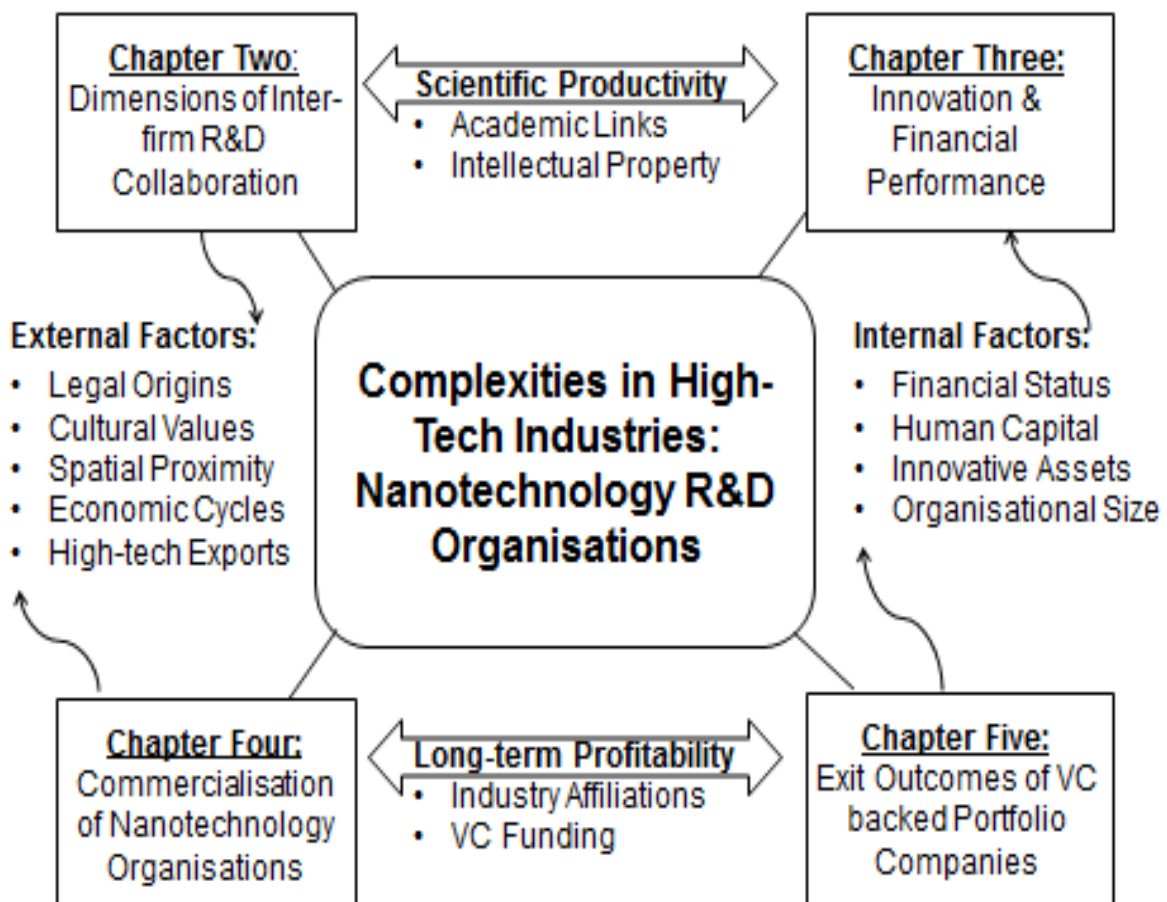 Chapter Two:
Dimensions of Inter-
firm R&D
Collaboration
Scientific Productivity
• Academic Links
• Intellectual Property
Chapter Three:
Innovation &
Financial
Performance
External Factors:
• Legal Origins
• Cultural Values
• Spatial Proximity
• Economic Cycles
• High-tech Exports
Complexities in High-
Tech Industries:
Nanotechnology R&D
Organisations
Internal Factors:
• Financial Status
• Human Capital
• Innovative Assets
• Organisational Size
Chapter Four:
Commercialisation
of Nanotechnology
Organisations
Long-term Profitability
• Industry Affiliations
• VC Funding
Chapter Five:
Exit Outcomes of VC
backed Portfolio
Companies